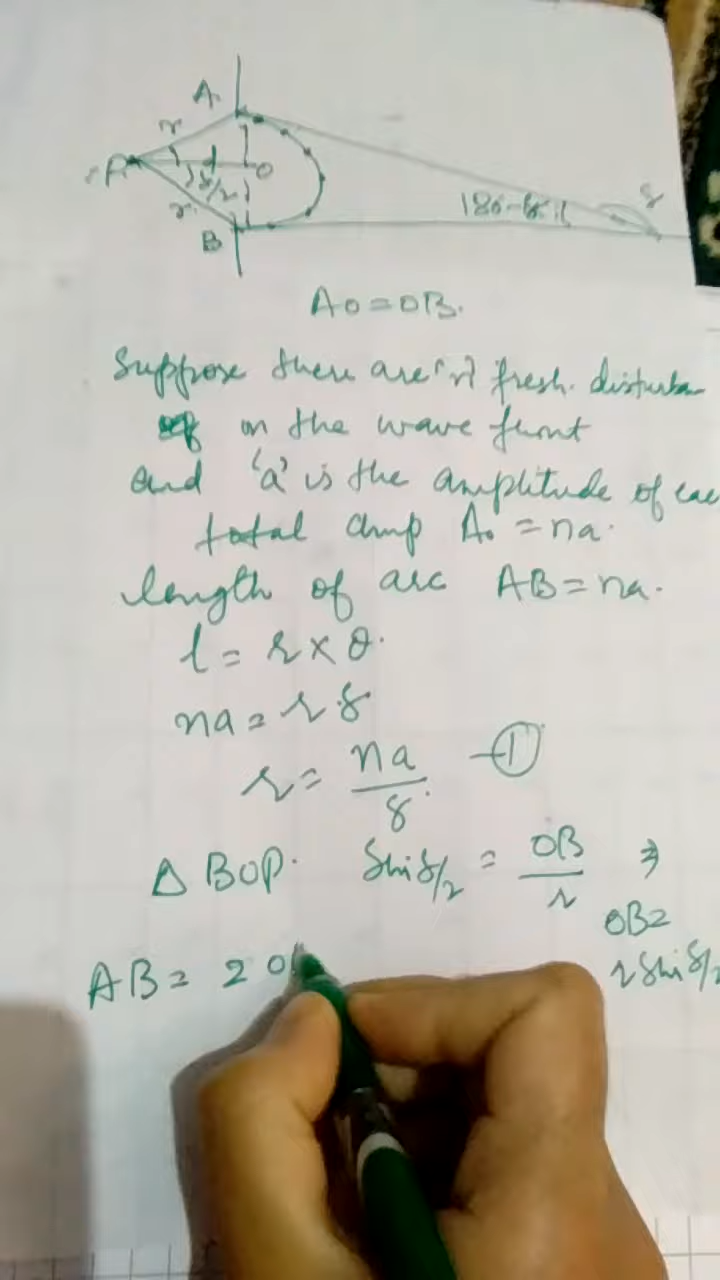 A
r
P
δ/2
O
r
B
180-δ
δ
AO = OB.
Suppose there are 'n' fresh disturban
on the wave front
and 'a' is the amplitude of eac
total amp A₀ = na.
length of arc AB = na.
l = r × θ.
na = r δ
r = na/δ. —①
Δ BOP. Sin δ/2 = OB/r ⇒
OB =
r Sin δ/2
AB = 2 O